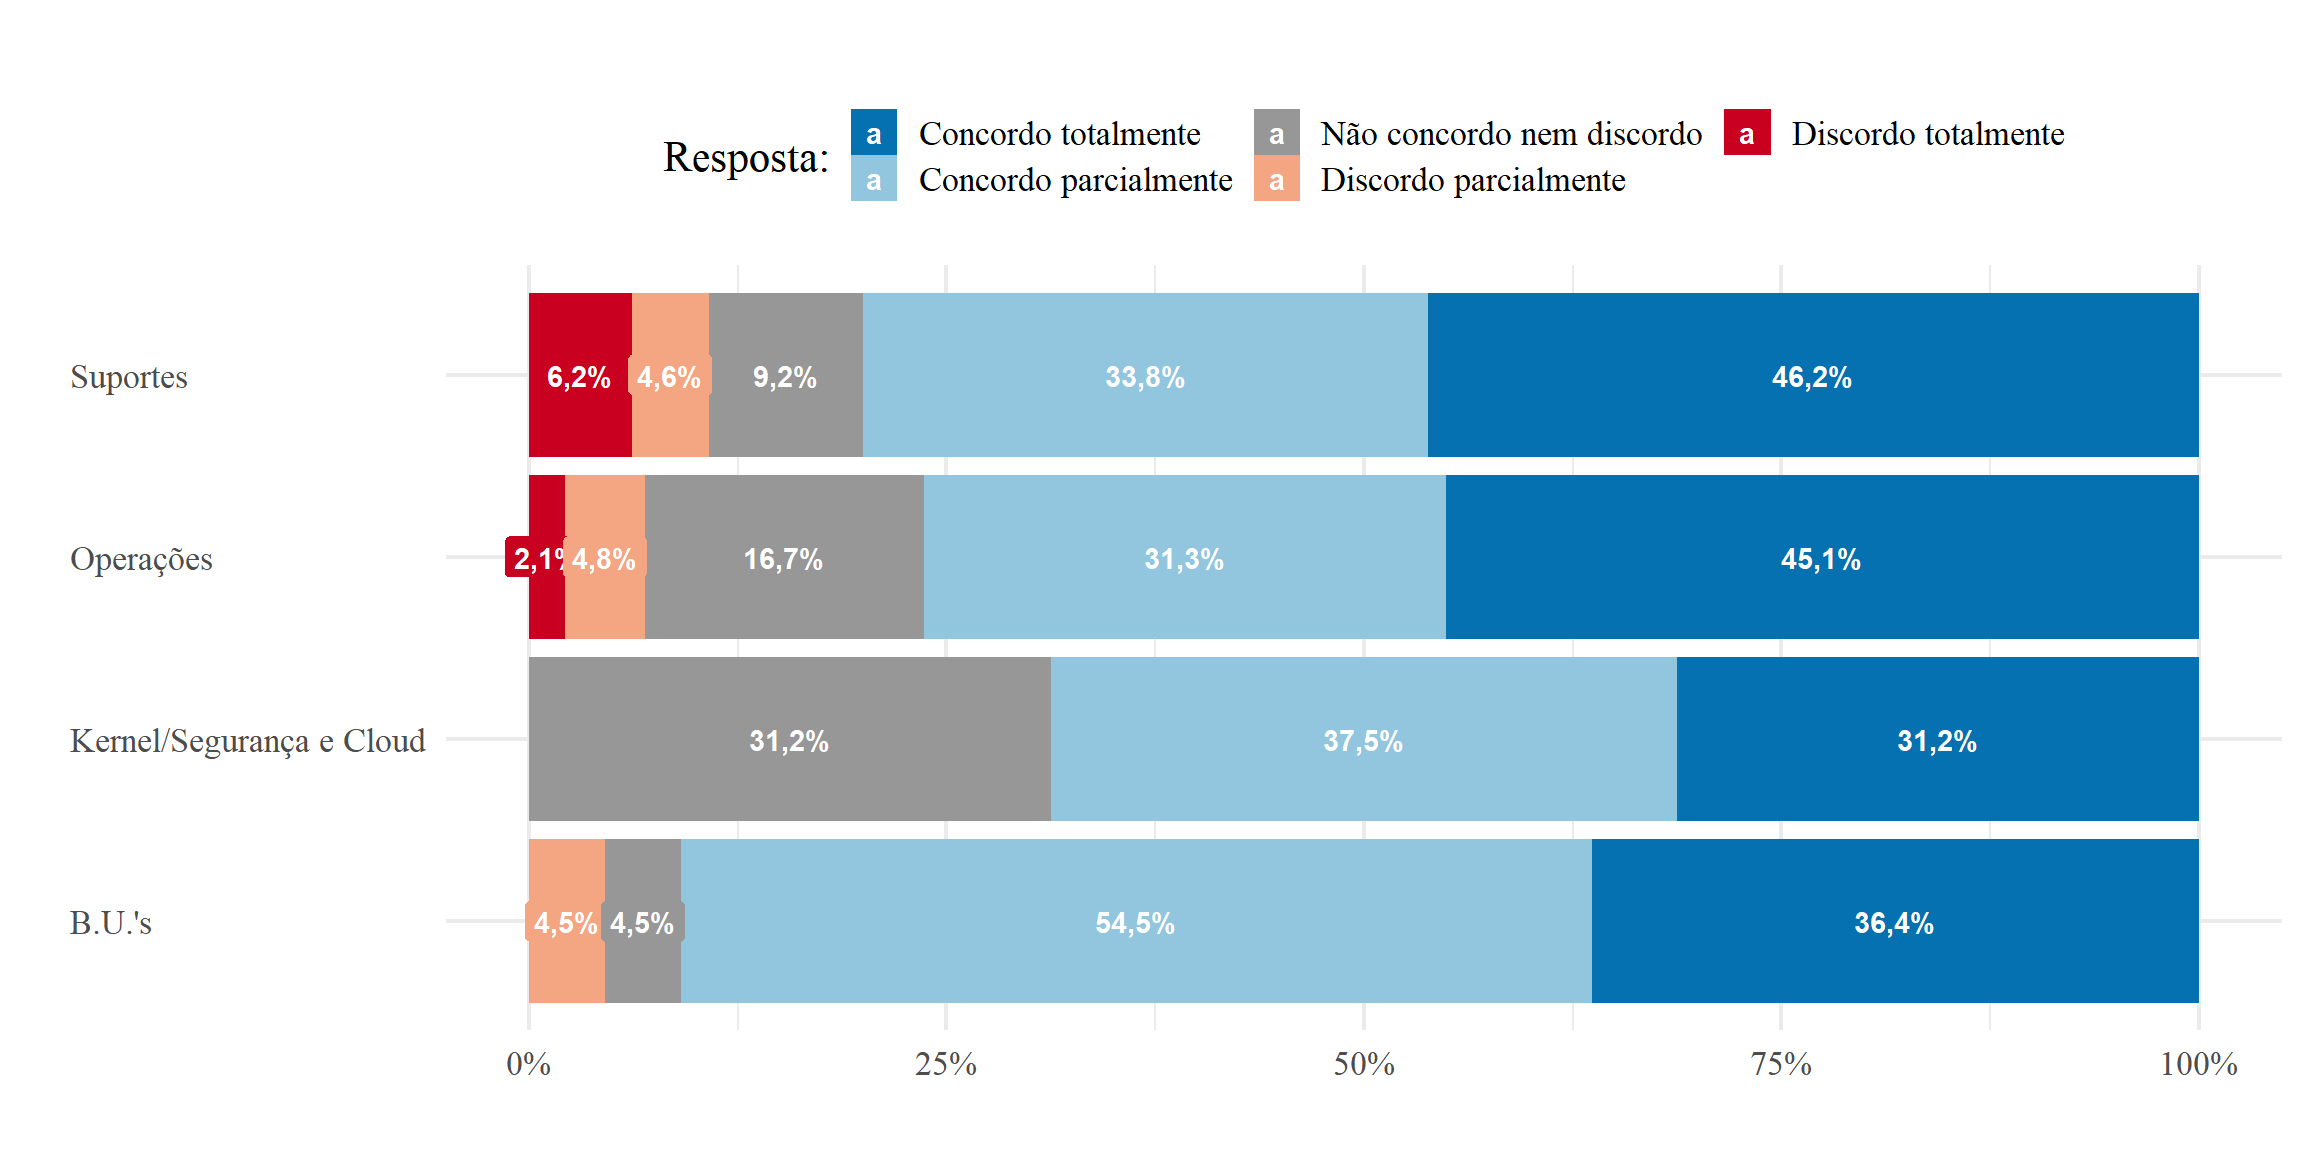 Resposta:
a Concordo totalmente a Não concordo nem discordo a Discordo totalmente
a Concordo parcialmente a Discordo parcialmente
Suportes 6,2% 4,6% 9,2% 33,8% 46,2%
Operações 2,1% 4,8% 16,7% 31,3% 45,1%
Kernel/Segurança e Cloud 31,2% 37,5% 31,2%
B.U.'s 4,5% 4,5% 54,5% 36,4%
0% 25% 50% 75% 100%